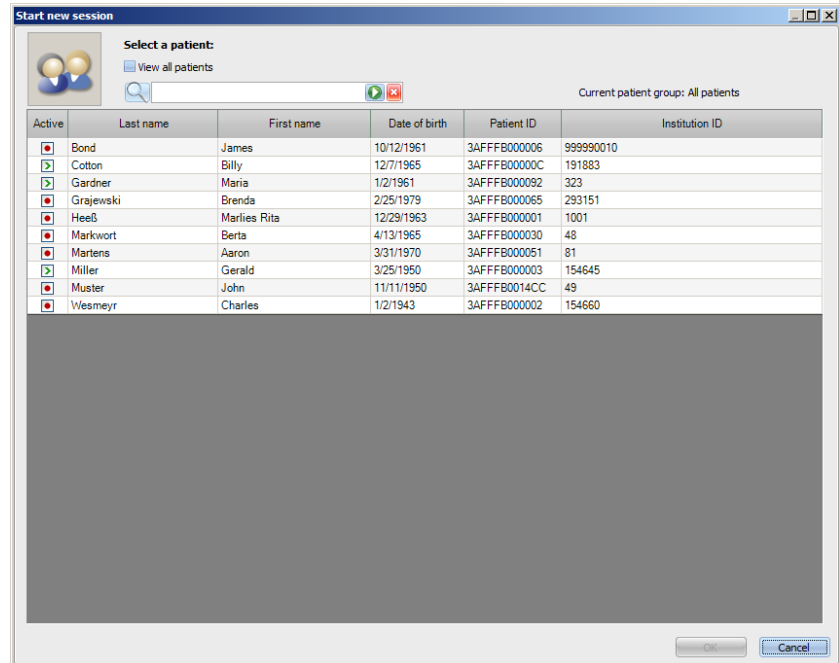 Start new session
Select a patient:
View all patients
Current patient group: All patients
Active Last name First name Date of birth Patient ID Institution ID
Bond James 10/12/1961 3AFFFB000006 999990010
Cotton Billy 12/7/1965 3AFFFB00000C 191883
Gardner Maria 1/2/1961 3AFFFB000092 323
Grajewski Brenda 2/25/1979 3AFFFB000065 293151
Heeß Marlies Rita 12/29/1963 3AFFFB000001 1001
Markwort Berta 4/13/1965 3AFFFB000030 48
Martens Aaron 3/31/1970 3AFFFB000051 81
Miller Gerald 3/25/1950 3AFFFB000003 154645
Muster John 11/11/1950 3AFFFB0014CC 49
Wesmeyr Charles 1/2/1943 3AFFFB000002 154660
OK Cancel